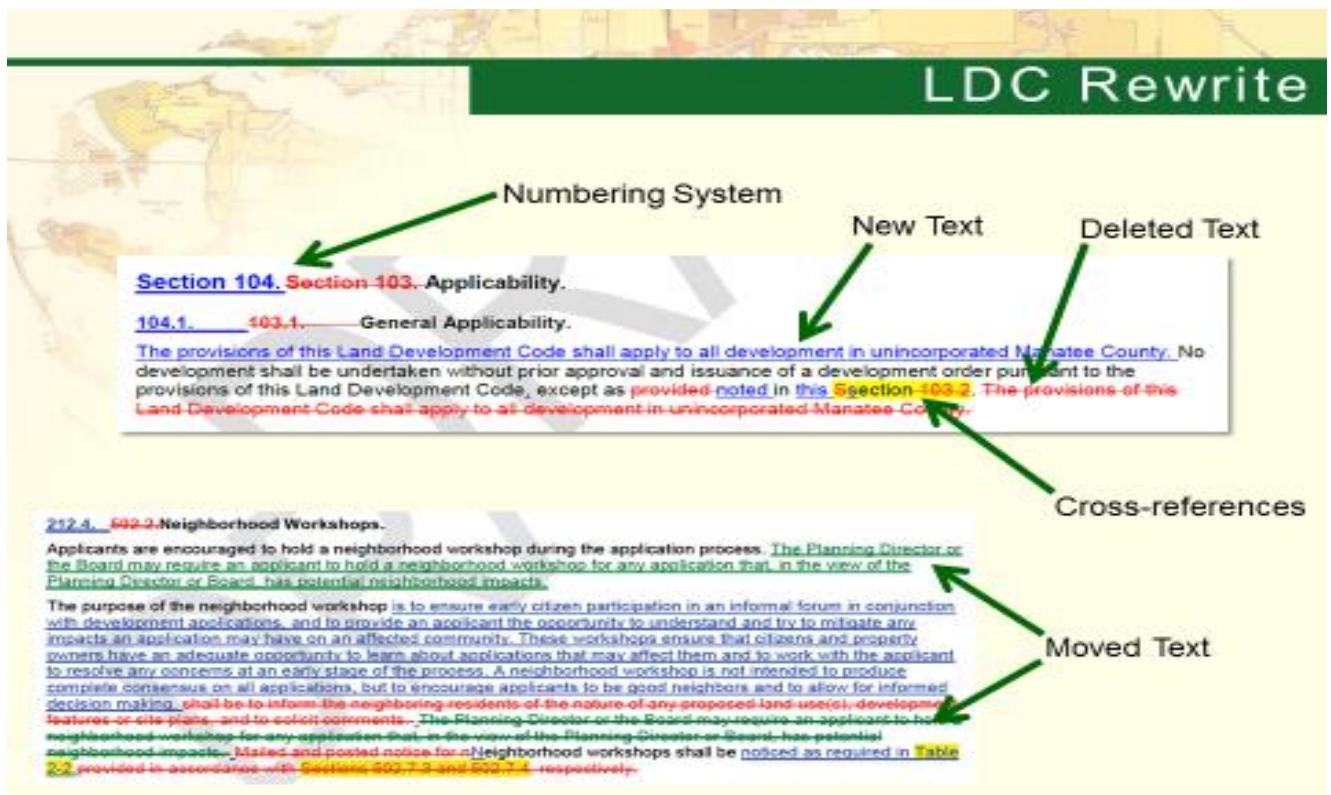 LDC Rewrite
Numbering System
New Text
Deleted Text
Section 104. Section 103. Applicability.
104.1. 103.1. General Applicability.
The provisions of this Land Development Code shall apply to all development in unincorporated Manatee County. No
development shall be undertaken without prior approval and issuance of a development order pursuant to the
provisions of this Land Development Code, except as provided noted in this Ssection 103.2. The provisions of this
Land Development Code shall apply to all development in unincorporated Manatee County.
Cross-references
212.4. 502.2.Neighborhood Workshops.
Applicants are encouraged to hold a neighborhood workshop during the application process. The Planning Director or
the Board may require an applicant to hold a neighborhood workshop for any application that, in the view of the
Planning Director or Board, has potential neighborhood impacts.
The purpose of the neighborhood workshop is to ensure early citizen participation in an informal forum in conjunction
with development applications, and to provide an applicant the opportunity to understand and try to mitigate any
impacts an application may have on an affected community. These workshops ensure that citizens and property
owners have an adequate opportunity to learn about applications that may affect them and to work with the applicant
to resolve any concerns at an early stage of the process. A neighborhood workshop is not intended to produce
complete consensus on all applications, but to encourage applicants to be good neighbors and to allow for informed
decision making. shall be to inform the neighboring residents of the nature of any proposed land use(s), developme
features or site plans, and to solicit comments. The Planning Director or the Board may require an applicant to ho
neighborhood workshop for any application that, in the view of the Planning Director or Board, has potential
neighborhood impacts. Mailed and posted notice for nNeighborhood workshops shall be noticed as required in Table
2-2 provided in accordance with Sections 502.7.3 and 502.7.4, respectively.
Moved Text